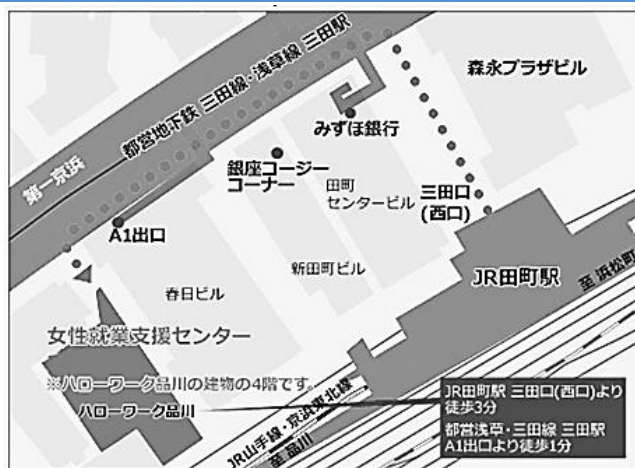 都営地下鉄 三田線・浅草線 三田駅
第一京浜
森永プラザビル
みずほ銀行
銀座コージー
コーナー
田町
センタービル
三田口
(西口)
A1出口
新田町ビル
JR田町駅
至 浜松町
春日ビル
女性就業支援センター
※ハローワーク品川の建物の4階です。
ハローワーク品川
JR山手線・京浜東北線
至 品川
JR田町駅 三田口(西口)より
徒歩3分
都営浅草・三田線 三田駅
A1出口より徒歩1分